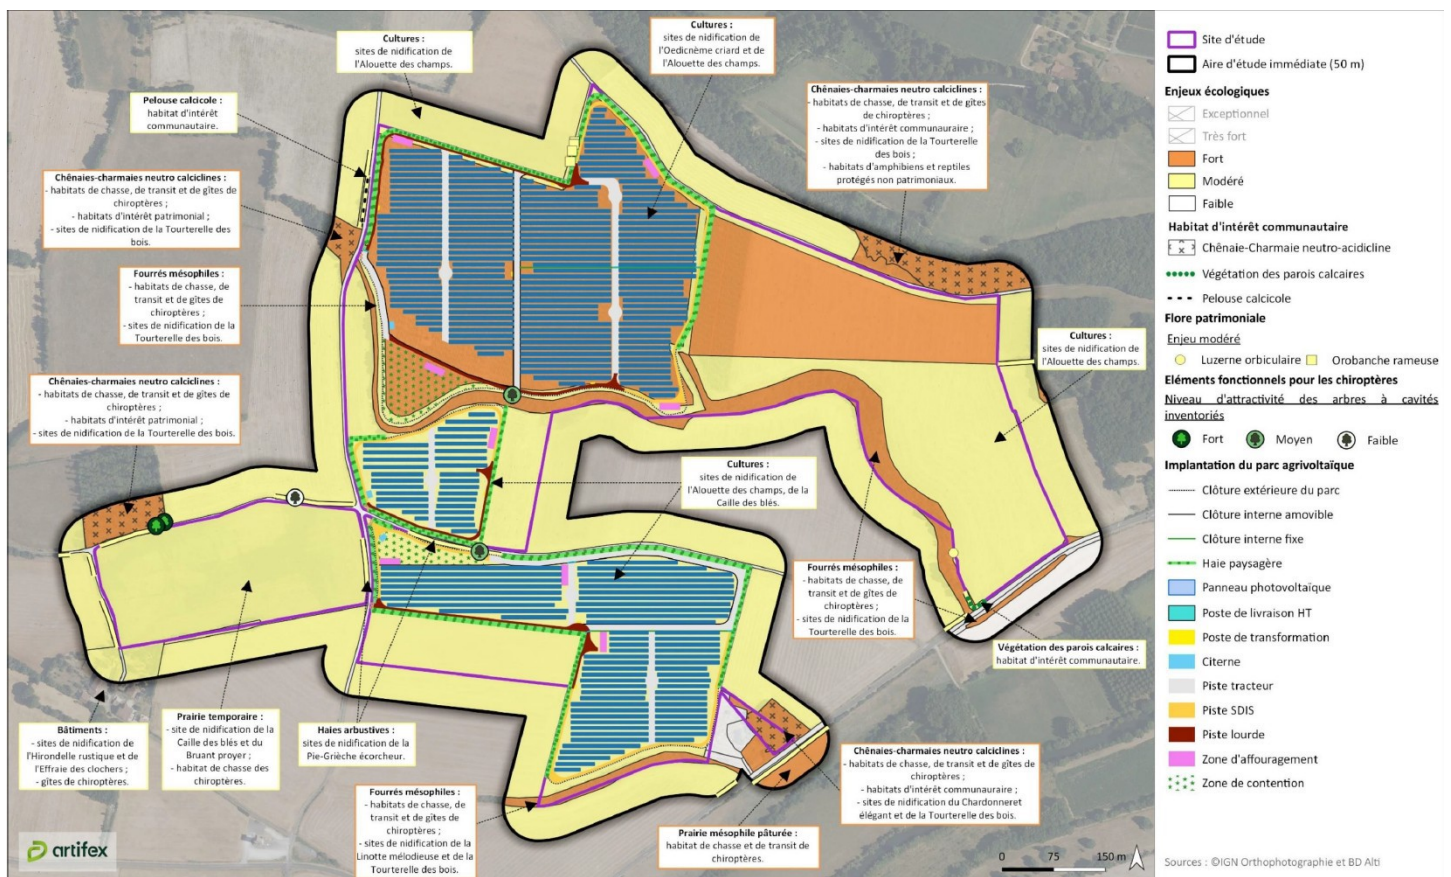 Cultures :
sites de nidification de
l'Alouette des champs.
Cultures :
sites de nidification de
l'Oedicnème criard et de
l'Alouette des champs.
Pelouse calcicole :
habitat d'intérêt
communautaire.
Chênaies-charmaies neutro calciclines :
- habitats de chasse, de transit et de gîtes
de chiroptères ;
- habitats d'intérêt communauraire ;
- sites de nidification de la Tourterelle
des bois ;
- habitats d'amphibiens et reptiles
protégés non patrimoniaux.
Chênaies-charmaies neutro calciclines :
- habitats de chasse, de transit et de gîtes de
chiroptères ;
- habitats d'intérêt patrimonial ;
- sites de nidification de la Tourterelle des
bois.
Fourrés mésophiles :
- habitats de chasse, de
transit et de gîtes de
chiroptères ;
- sites de nidification de la
Tourterelle des bois.
Chênaies-charmaies neutro calciclines :
- habitats de chasse, de transit et de gîtes de
chiroptères ;
- habitats d'intérêt patrimonial ;
- sites de nidification de la Tourterelle des bois.
Cultures :
sites de nidification de
l'Alouette des champs.
Cultures :
sites de nidification de
l'Alouette des champs, de la
Caille des blés.
Fourrés mésophiles :
- habitats de chasse, de
transit et de gîtes de
chiroptères ;
- sites de nidification de la
Tourterelle des bois.
Végétation des parois calcaires :
habitat d'intérêt communautaire.
Bâtiments :
- sites de nidification de
l'Hirondelle rustique et de
l'Effraie des clochers ;
- gîtes de chiroptères.
Prairie temporaire :
- site de nidification de la
Caille des blés et du
Bruant proyer ;
- habitat de chasse des
chiroptères.
Haies arbustives :
sites de nidification de la
Pie-Grièche écorcheur.
Fourrés mésophiles :
- habitats de chasse, de
transit et de gîtes de
chiroptères ;
- sites de nidification de la
Linotte mélodieuse et de la
Tourterelle des bois.
Prairie mésophile pâturée :
habitat de chasse et de transit de
chiroptères.
Chênaies-charmaies neutro calciclines :
- habitats de chasse, de transit et de gîtes de
chiroptères ;
- habitats d'intérêt communauraire ;
- sites de nidification du Chardonneret
élégant et de la Tourterelle des bois.
artifex
0 75 150 m
Site d'étude
Aire d'étude immédiate (50 m)
Enjeux écologiques
Exceptionnel
Très fort
Fort
Modéré
Faible
Habitat d'intérêt communautaire
Chênaie-Charmaie neutro-acidicline
Végétation des parois calcaires
Pelouse calcicole
Flore patrimoniale
Enjeu modéré
Luzerne orbiculaire Orobanche rameuse
Eléments fonctionnels pour les chiroptères
Niveau d'attractivité des arbres à cavités
inventoriés
Fort Moyen Faible
Implantation du parc agrivoltaïque
Clôture extérieure du parc
Clôture interne amovible
Clôture interne fixe
Haie paysagère
Panneau photovoltaïque
Poste de livraison HT
Poste de transformation
Citerne
Piste tracteur
Piste SDIS
Piste lourde
Zone d'affouragement
Zone de contention
Sources : ©IGN Orthophotographie et BD Alti